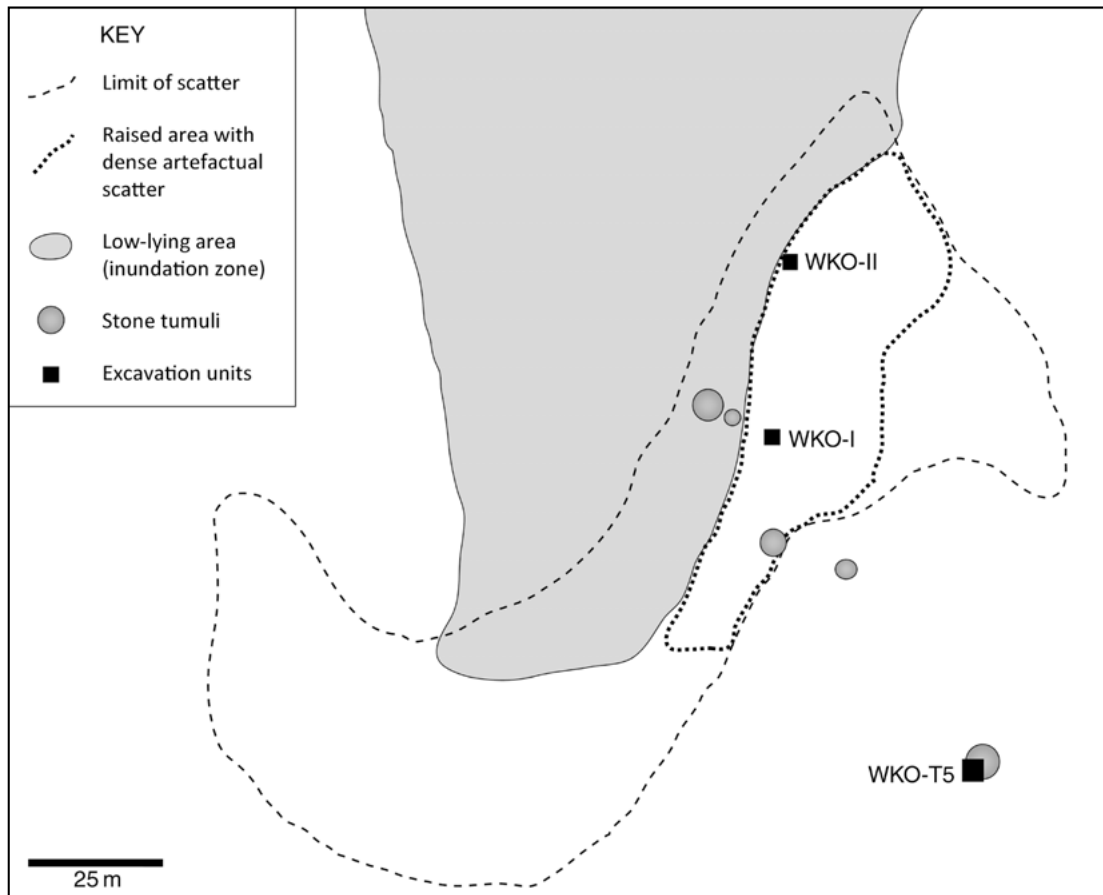 KEY
Limit of scatter
Raised area with
dense artefactual
scatter
Low-lying area
(inundation zone)
Stone tumuli
Excavation units
WKO-II
WKO-I
WKO-T5
25 m